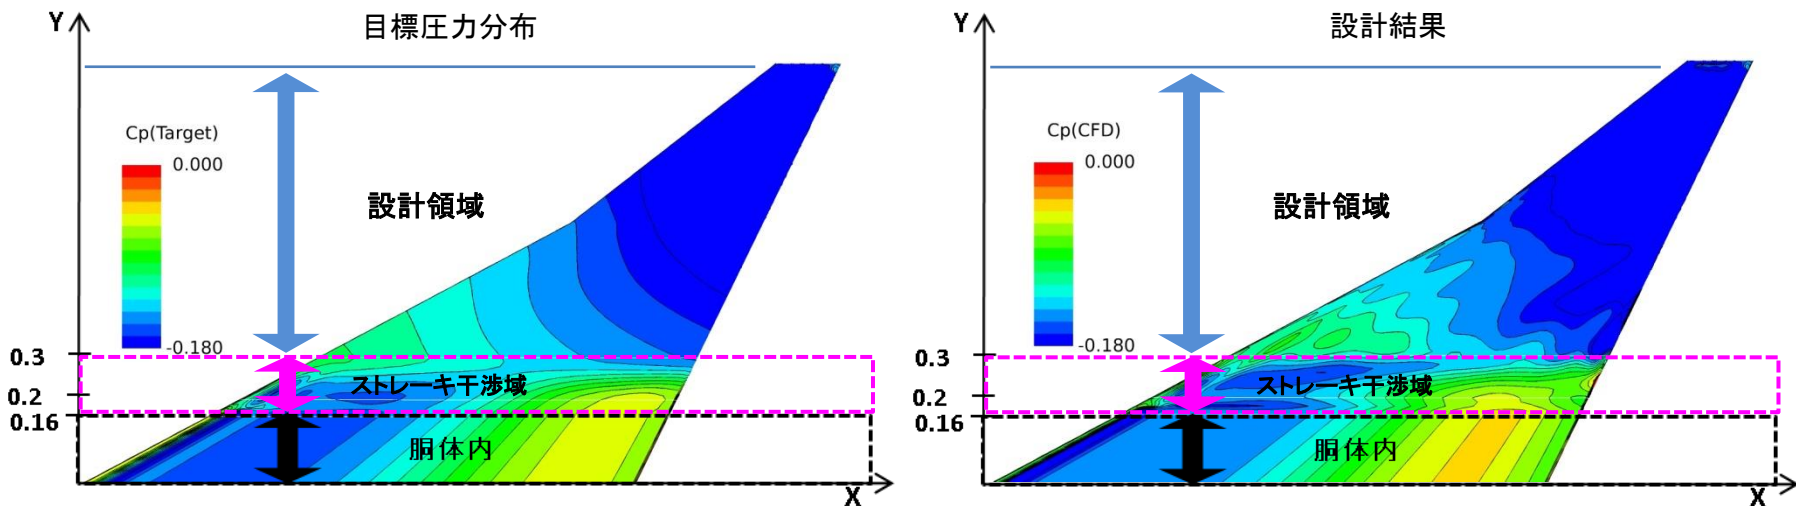 目標圧力分布
Y
Cp(Target)
0.000
-0.180
設計領域
0.3
ストレーキ干渉域
0.2
0.16
胴体内
X
設計結果
Y
Cp(CFD)
0.000
-0.180
設計領域
0.3
ストレーキ干渉域
0.2
0.16
胴体内
X